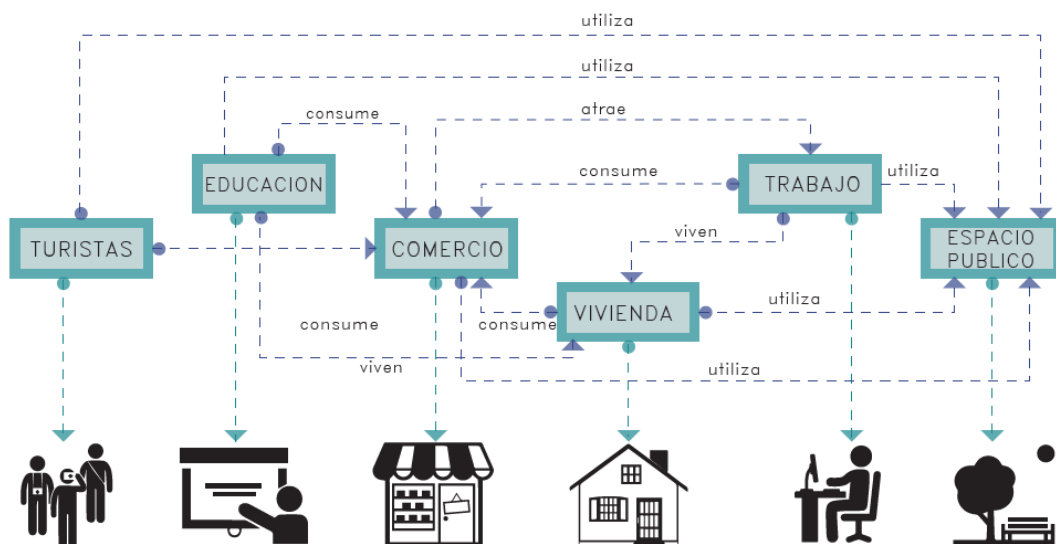 utiliza
utiliza
consume
atrae
EDUCACION
consume
TRABAJO
utiliza
TURISTAS
COMERCIO
viven
ESPACIO
PUBLICO
VIVIENDA
utiliza
consume
consume
viven
utiliza